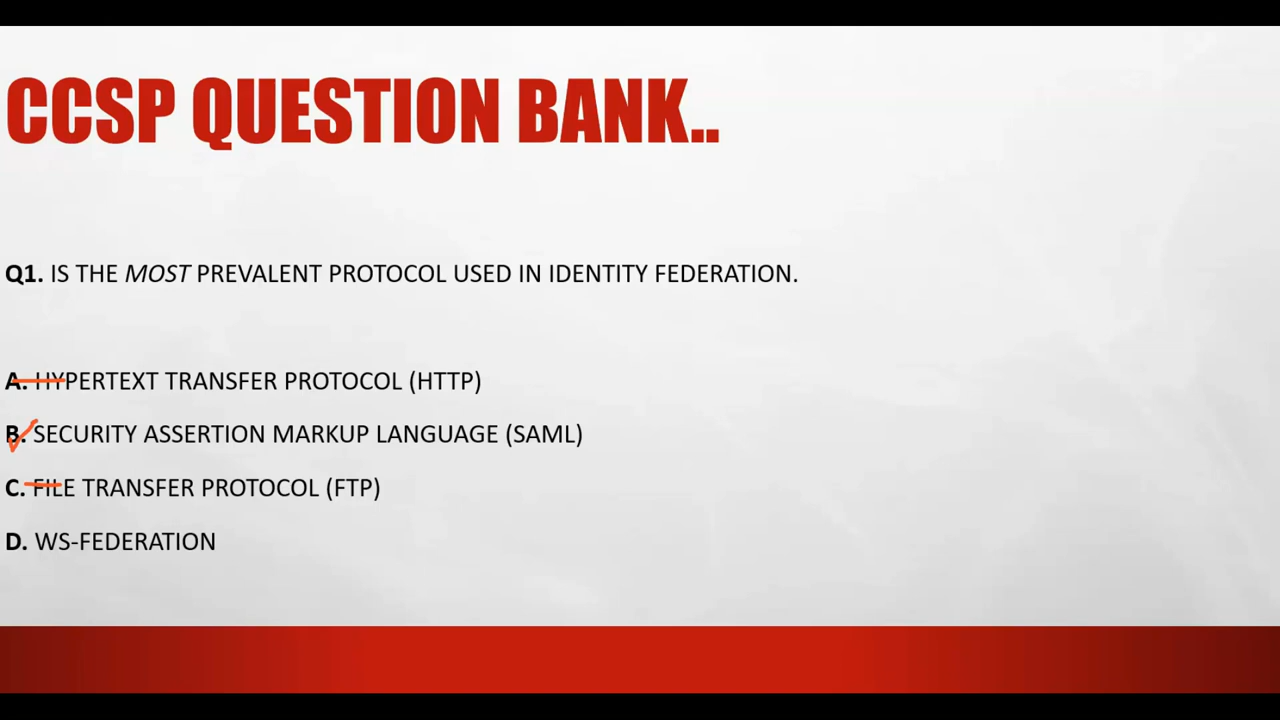 CCSP QUESTION BANK..
Q1. IS THE MOST PREVALENT PROTOCOL USED IN IDENTITY FEDERATION.
A. HYPERTEXT TRANSFER PROTOCOL (HTTP)
B. SECURITY ASSERTION MARKUP LANGUAGE (SAML)
C. FILE TRANSFER PROTOCOL (FTP)
D. WS-FEDERATION